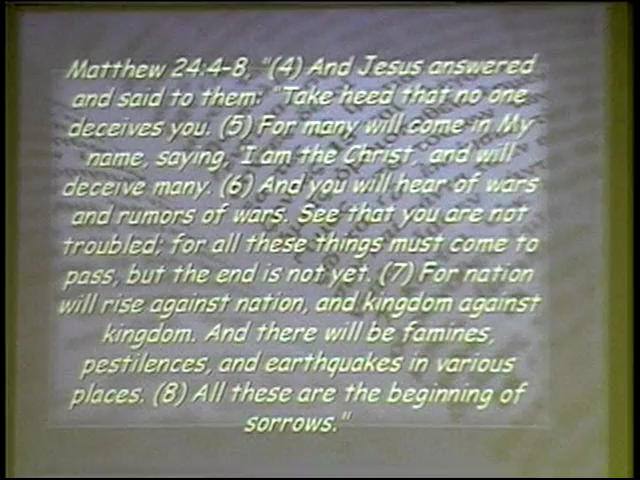 Matthew 24:4-8, "(4) And Jesus answered
and said to them: "Take heed that no one
deceives you. (5) For many will come in My
name, saying, 'I am the Christ,' and will
deceive many. (6) And you will hear of wars
and rumors of wars. See that you are not
troubled; for all these things must come to
pass, but the end is not yet. (7) For nation
will rise against nation, and kingdom against
kingdom. And there will be famines,
pestilences, and earthquakes in various
places. (8) All these are the beginning of
sorrows."